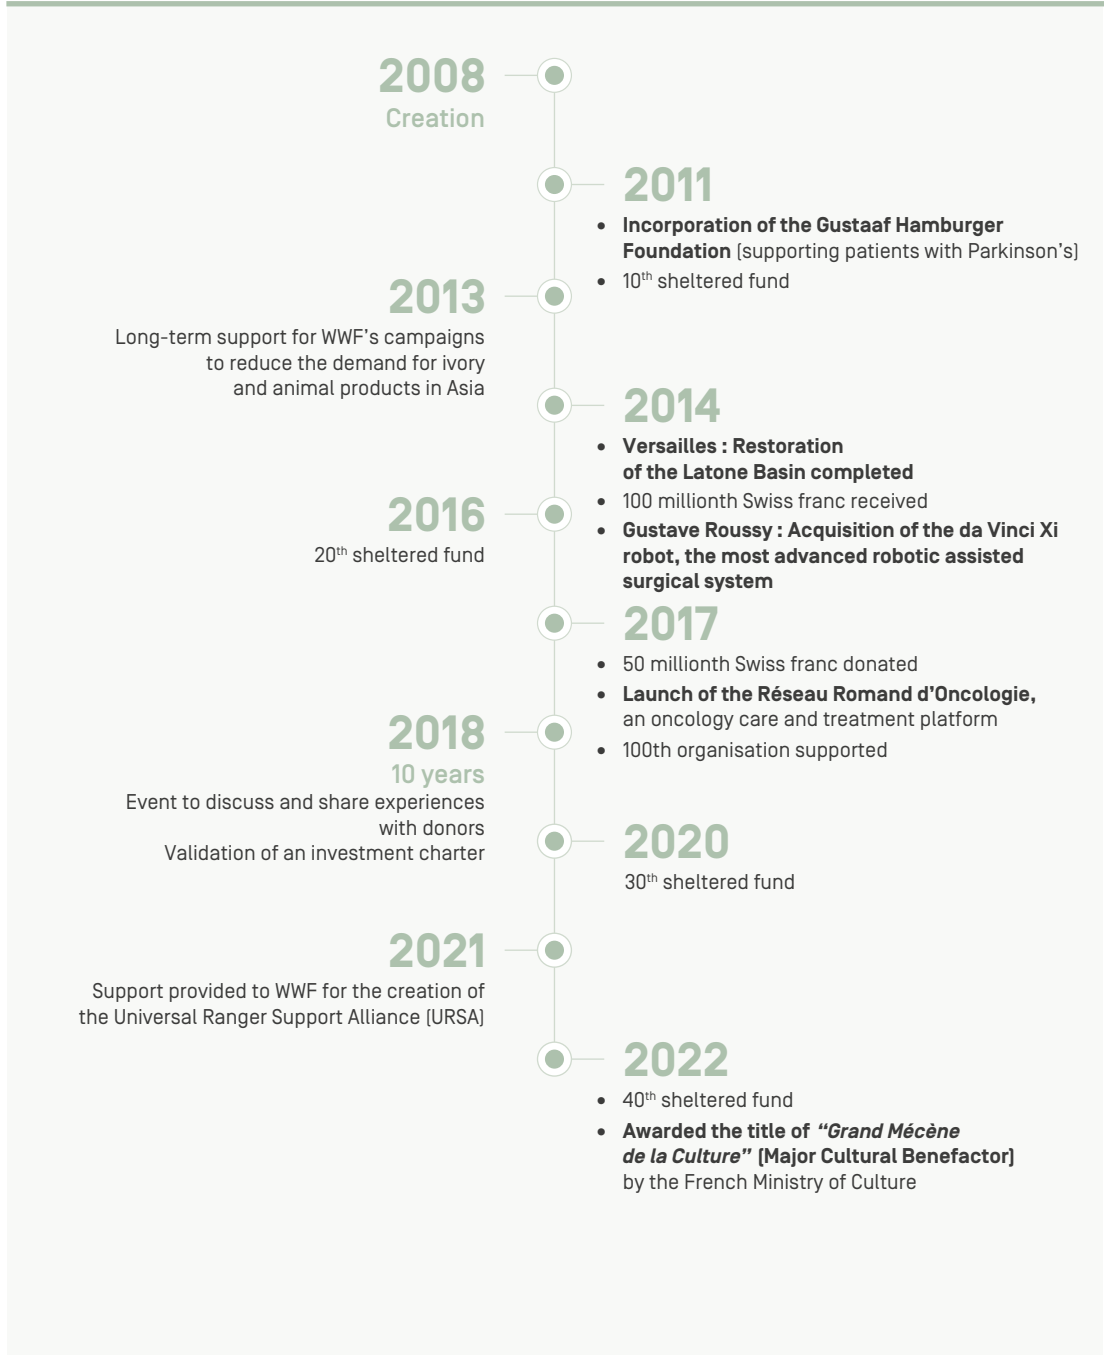 2008
Creation
2011
• Incorporation of the Gustaaf Hamburger
Foundation (supporting patients with Parkinson's)
• 10th sheltered fund
2013
Long-term support for WWF's campaigns
to reduce the demand for ivory
and animal products in Asia
2014
• Versailles : Restoration
of the Latone Basin completed
• 100 millionth Swiss franc received
• Gustave Roussy : Acquisition of the da Vinci Xi
robot, the most advanced robotic assisted
surgical system
2016
20th sheltered fund
2017
• 50 millionth Swiss franc donated
• Launch of the Réseau Romand d'Oncologie,
an oncology care and treatment platform
• 100th organisation supported
2018
10 years
Event to discuss and share experiences
with donors
Validation of an investment charter
2020
30th sheltered fund
2021
Support provided to WWF for the creation of
the Universal Ranger Support Alliance (URSA)
2022
• 40th sheltered fund
• Awarded the title of “Grand Mécène
de la Culture” (Major Cultural Benefactor)
by the French Ministry of Culture